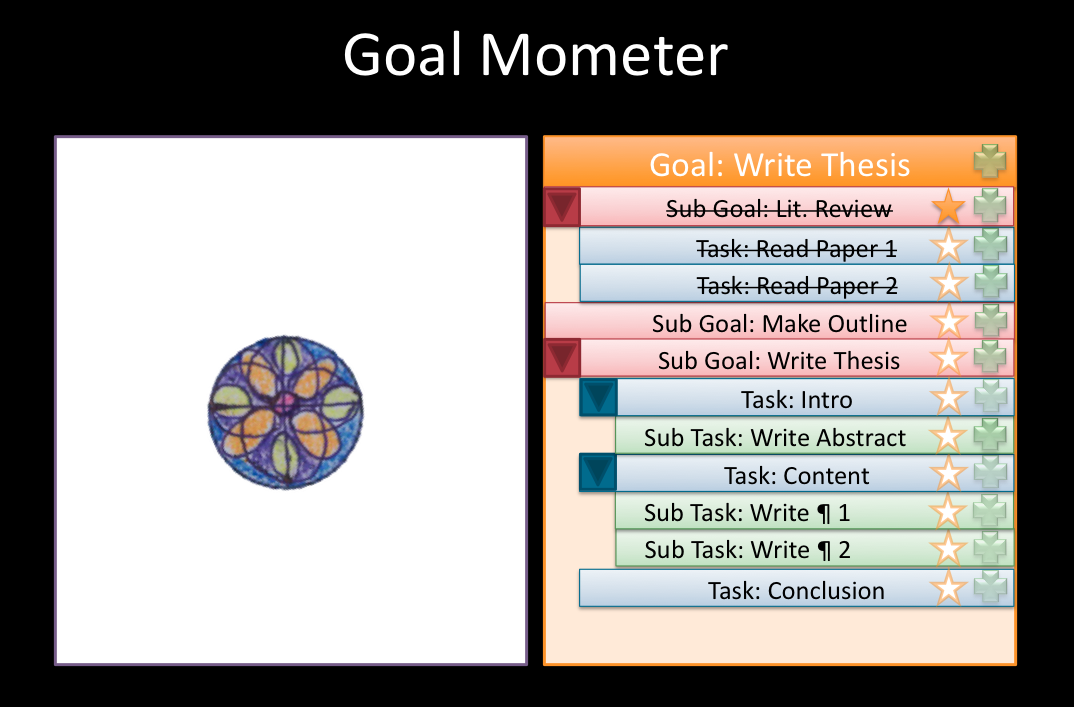 Goal Mometer
Goal: Write Thesis
Sub Goal: Lit. Review
Task: Read Paper 1
Task: Read Paper 2
Sub Goal: Make Outline
Sub Goal: Write Thesis
Task: Intro
Sub Task: Write Abstract
Task: Content
Sub Task: Write ¶ 1
Sub Task: Write ¶ 2
Task: Conclusion